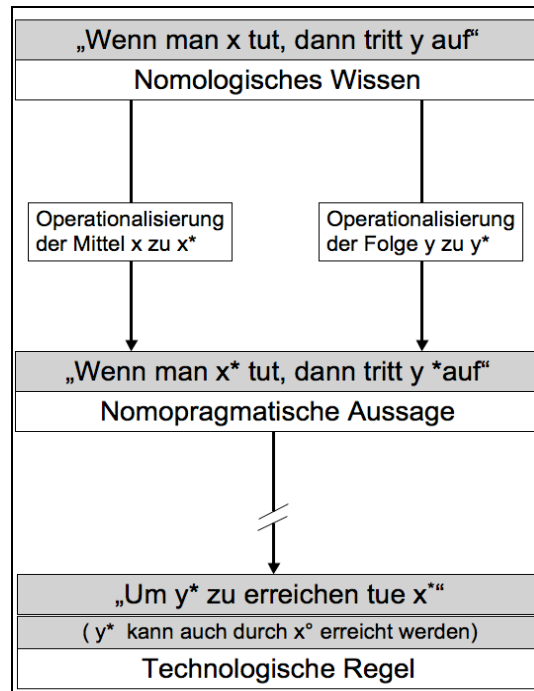 „Wenn man x tut, dann tritt y auf“
Nomologisches Wissen
Operationalisierung
der Mittel x zu x*
Operationalisierung
der Folge y zu y*
„Wenn man x* tut, dann tritt y *auf“
Nomopragmatische Aussage
„Um y* zu erreichen tue x*“
( y* kann auch durch x° erreicht werden)
Technologische Regel